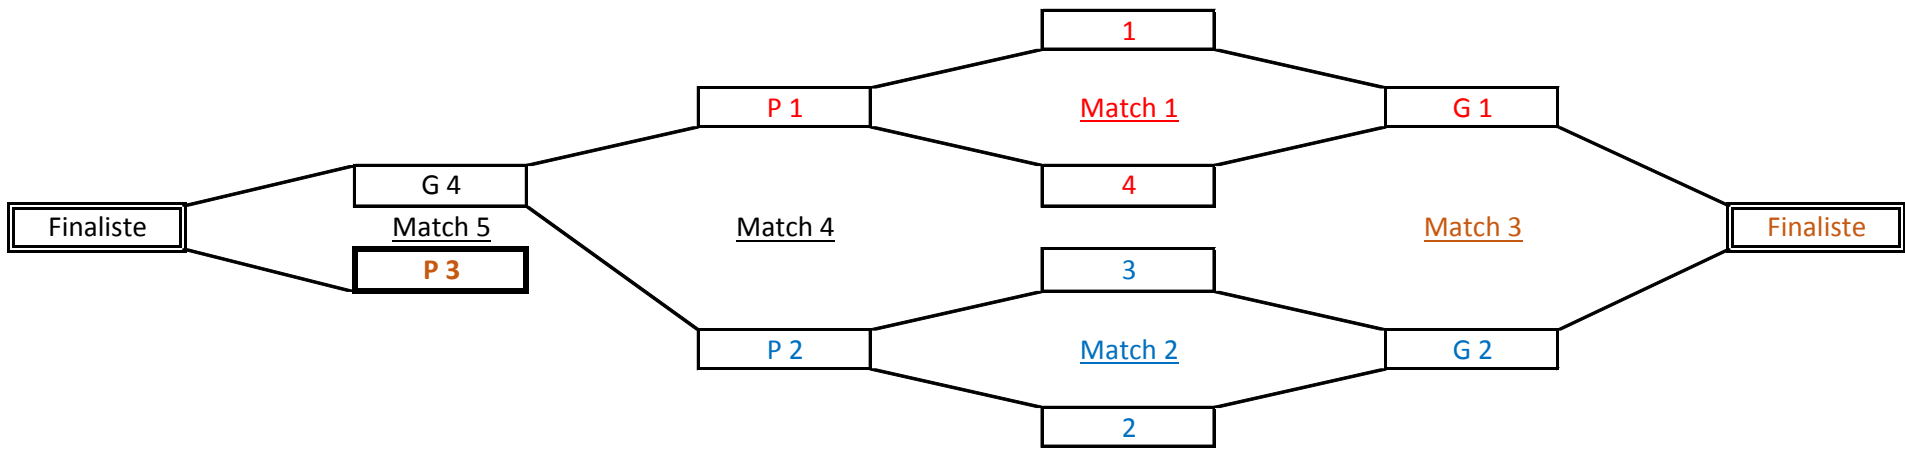 1
P 1 Match 1 G 1
G 4 4
Finaliste Match 5 Match 4 Match 3 Finaliste
P 3 3
P 2 Match 2 G 2
2